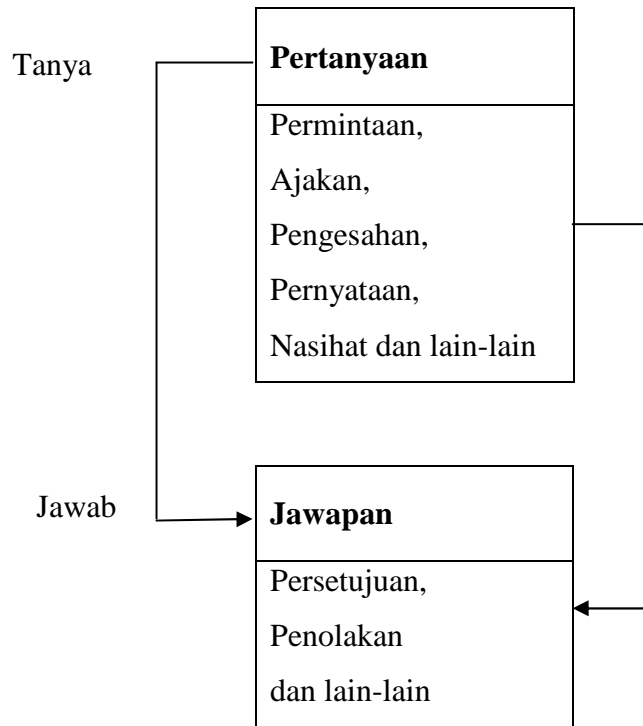 Tanya
Pertanyaan
Permintaan,
Ajakan,
Pengesahan,
Pernyataan,
Nasihat dan lain-lain
Jawab
Jawapan
Persetujuan,
Penolakan
dan lain-lain